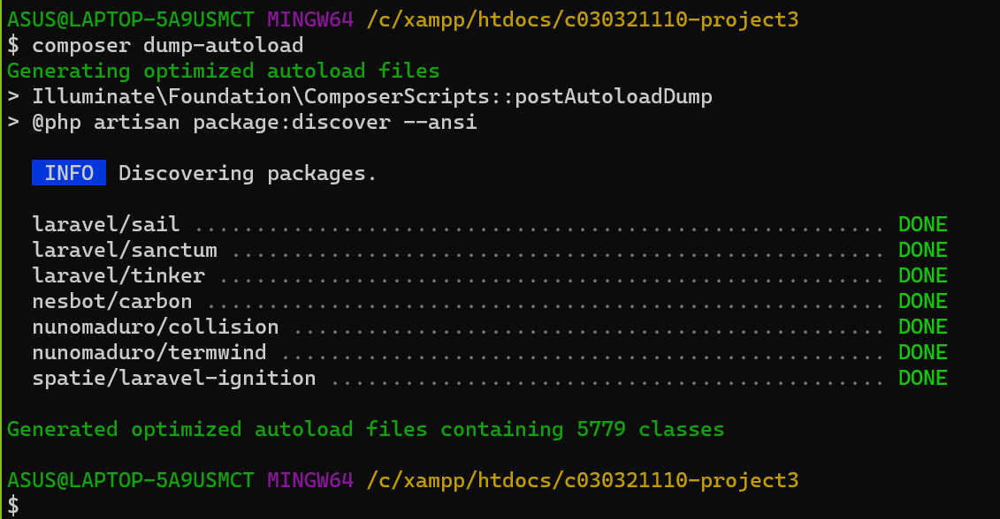 ASUS@LAPTOP-5A9USMCT MINGW64 /c/xampp/htdocs/c030321110-project3
$ composer dump-autoload
Generating optimized autoload files
> Illuminate\Foundation\ComposerScripts::postAutoloadDump
> @php artisan package:discover --ansi
INFO Discovering packages.
laravel/sail ........................................................ DONE
laravel/sanctum ..................................................... DONE
laravel/tinker ...................................................... DONE
nesbot/carbon ....................................................... DONE
nunomaduro/collision ................................................ DONE
nunomaduro/termwind ................................................. DONE
spatie/laravel-ignition ............................................. DONE
Generated optimized autoload files containing 5779 classes
ASUS@LAPTOP-5A9USMCT MINGW64 /c/xampp/htdocs/c030321110-project3
$